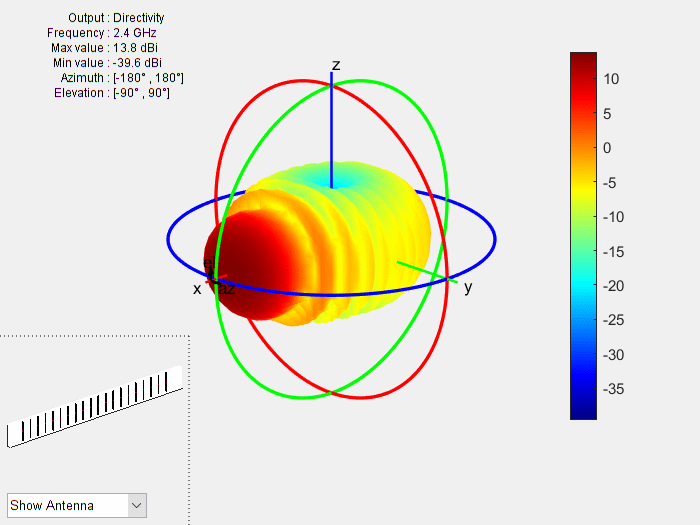 Output : Directivity
Frequency : 2.4 GHz
Max value : 13.8 dBi
Min value : -39.6 dBi
Azimuth : [-180° , 180°]
Elevation : [-90° , 90°]
z
x
az
y
10
5
0
-5
-10
-15
-20
-25
-30
-35
Show Antenna